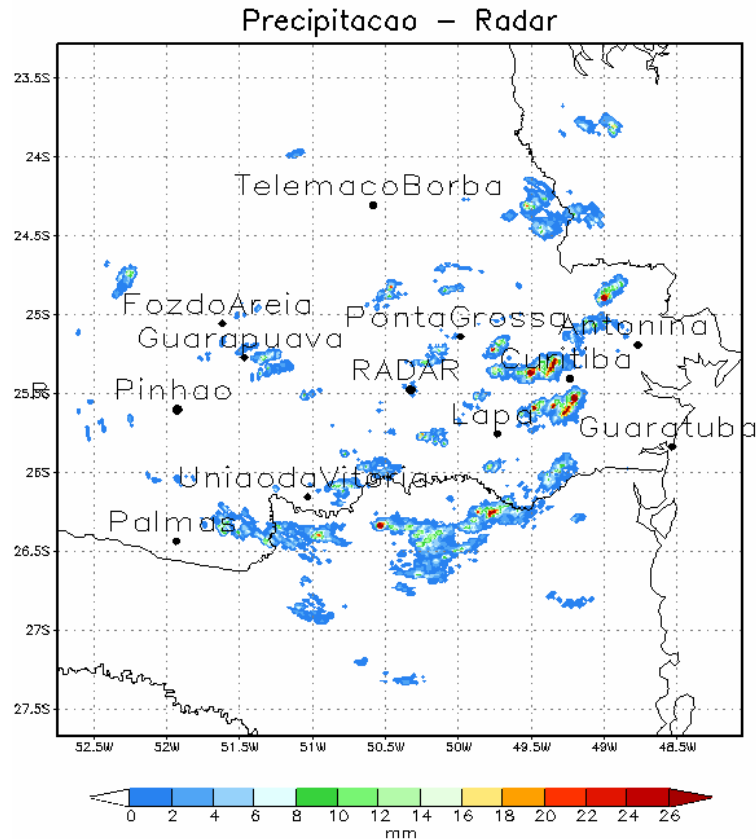 Precipitacao – Radar
23.5S
24S
TelemacoBorba
24.5S
25S
FozdoAreia
PontaGrossa
Antonina
Guarapuava
Curitiba
RADAR
25.5S
Pinhao
Lapa
Guaratuba
26S
UniaodaVitoria
Palmas
26.5S
27S
27.5S
52.5W 52W 51.5W 51W 50.5W 50W 49.5W 49W 48.5W
0 2 4 6 8 10 12 14 16 18 20 22 24 26
mm